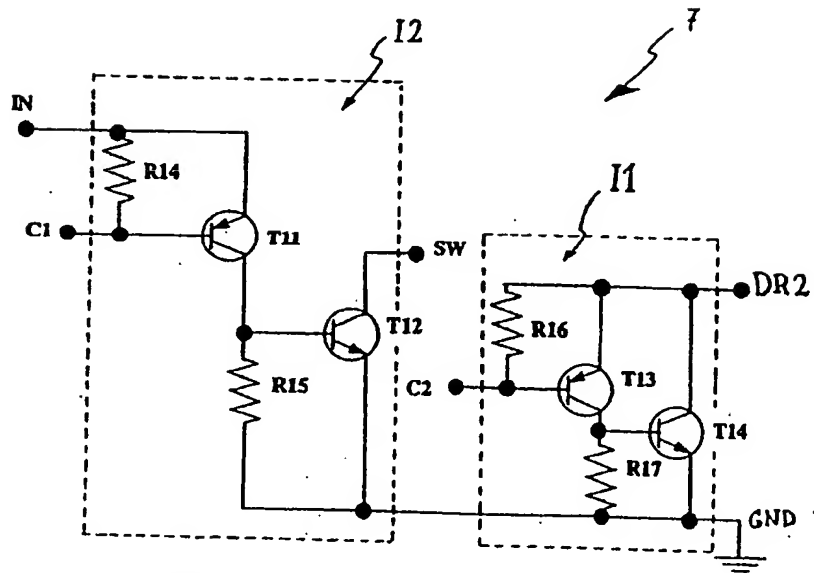 I2
7
IN
R14
I1
C1
T11
SW
DR2
T12
R16
R15
T13
C2
T14
R17
GND